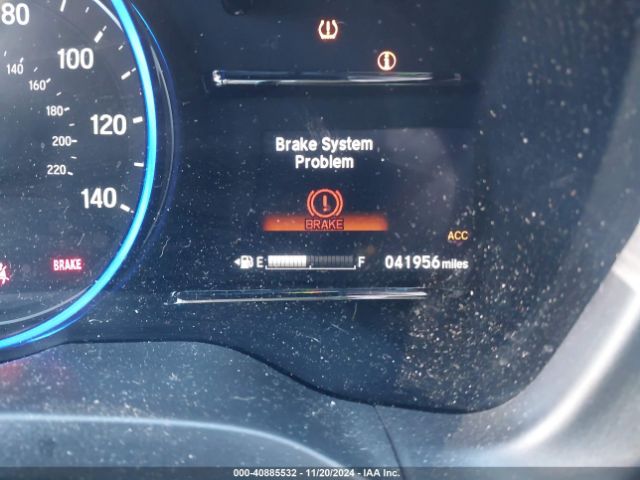 80
100
120
140
140
160
180
200
220
Brake System
Problem
BRAKE
ACC
E F 041956 miles
BRAKE
000-40885532 - 11/20/2024 - IAA Inc.